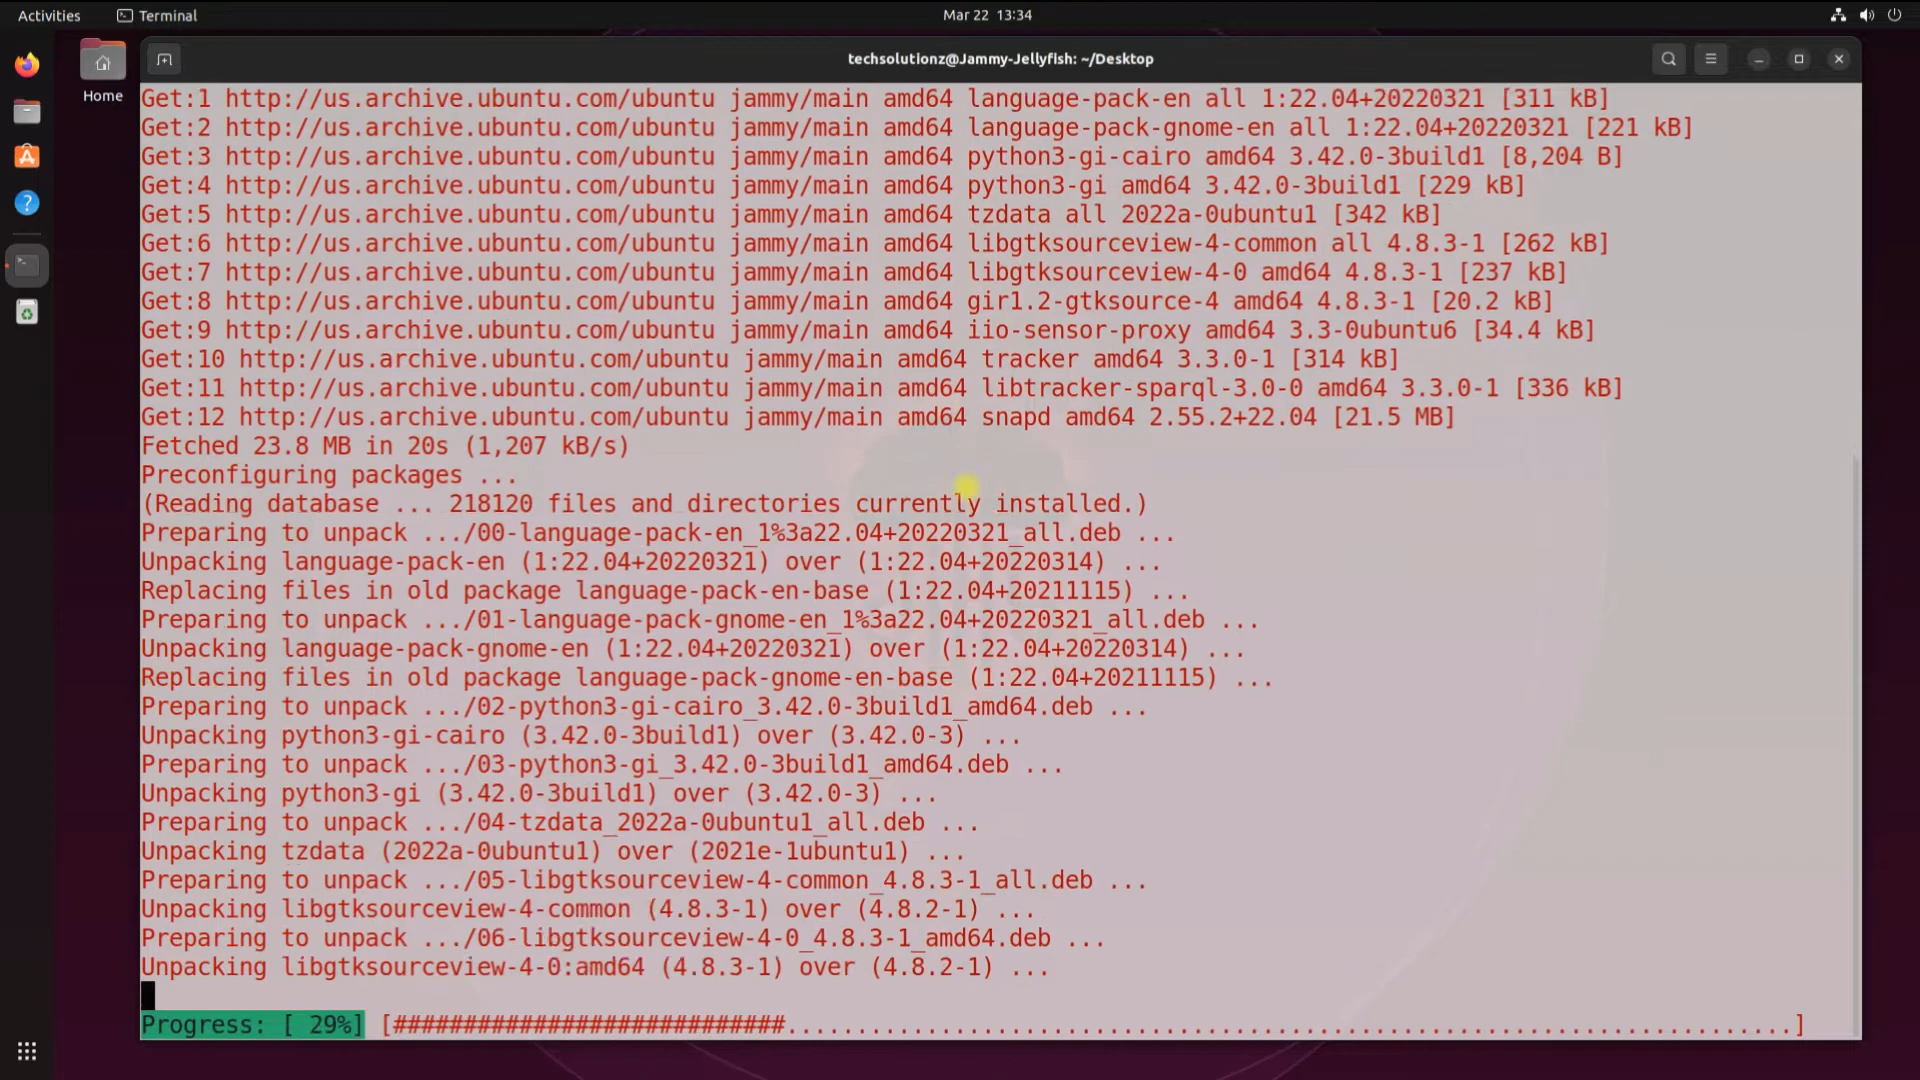 Activities
Terminal
Mar 22 13:34
techsolutionz@Jammy-Jellyfish: ~/Desktop
Home
Get:1 http://us.archive.ubuntu.com/ubuntu jammy/main amd64 language-pack-en all 1:22.04+20220321 [311 kB]
Get:2 http://us.archive.ubuntu.com/ubuntu jammy/main amd64 language-pack-gnome-en all 1:22.04+20220321 [221 kB]
Get:3 http://us.archive.ubuntu.com/ubuntu jammy/main amd64 python3-gi-cairo amd64 3.42.0-3build1 [8,204 B]
Get:4 http://us.archive.ubuntu.com/ubuntu jammy/main amd64 python3-gi amd64 3.42.0-3build1 [229 kB]
Get:5 http://us.archive.ubuntu.com/ubuntu jammy/main amd64 tzdata all 2022a-0ubuntu1 [342 kB]
Get:6 http://us.archive.ubuntu.com/ubuntu jammy/main amd64 libgtksourceview-4-common all 4.8.3-1 [262 kB]
Get:7 http://us.archive.ubuntu.com/ubuntu jammy/main amd64 libgtksourceview-4-0 amd64 4.8.3-1 [237 kB]
Get:8 http://us.archive.ubuntu.com/ubuntu jammy/main amd64 gir1.2-gtksource-4 amd64 4.8.3-1 [20.2 kB]
Get:9 http://us.archive.ubuntu.com/ubuntu jammy/main amd64 iio-sensor-proxy amd64 3.3-0ubuntu6 [34.4 kB]
Get:10 http://us.archive.ubuntu.com/ubuntu jammy/main amd64 tracker amd64 3.3.0-1 [314 kB]
Get:11 http://us.archive.ubuntu.com/ubuntu jammy/main amd64 libtracker-sparql-3.0-0 amd64 3.3.0-1 [336 kB]
Get:12 http://us.archive.ubuntu.com/ubuntu jammy/main amd64 snapd amd64 2.55.2+22.04 [21.5 MB]
Fetched 23.8 MB in 20s (1,207 kB/s)
Preconfiguring packages ...
(Reading database ... 218120 files and directories currently installed.)
Preparing to unpack .../00-language-pack-en_1%3a22.04+20220321_all.deb ...
Unpacking language-pack-en (1:22.04+20220321) over (1:22.04+20220314) ...
Replacing files in old package language-pack-en-base (1:22.04+20211115) ...
Preparing to unpack .../01-language-pack-gnome-en_1%3a22.04+20220321_all.deb ...
Unpacking language-pack-gnome-en (1:22.04+20220321) over (1:22.04+20220314) ...
Replacing files in old package language-pack-gnome-en-base (1:22.04+20211115) ...
Preparing to unpack .../02-python3-gi-cairo_3.42.0-3build1_amd64.deb ...
Unpacking python3-gi-cairo (3.42.0-3build1) over (3.42.0-3) ...
Preparing to unpack .../03-python3-gi_3.42.0-3build1_amd64.deb ...
Unpacking python3-gi (3.42.0-3build1) over (3.42.0-3) ...
Preparing to unpack .../04-tzdata_2022a-0ubuntu1_all.deb ...
Unpacking tzdata (2022a-0ubuntu1) over (2021e-1ubuntu1) ...
Preparing to unpack .../05-libgtksourceview-4-common_4.8.3-1_all.deb ...
Unpacking libgtksourceview-4-common (4.8.3-1) over (4.8.2-1) ...
Preparing to unpack .../06-libgtksourceview-4-0_4.8.3-1_amd64.deb ...
Unpacking libgtksourceview-4-0:amd64 (4.8.3-1) over (4.8.2-1) ...
Progress: [ 29%] [############################........................................................................]